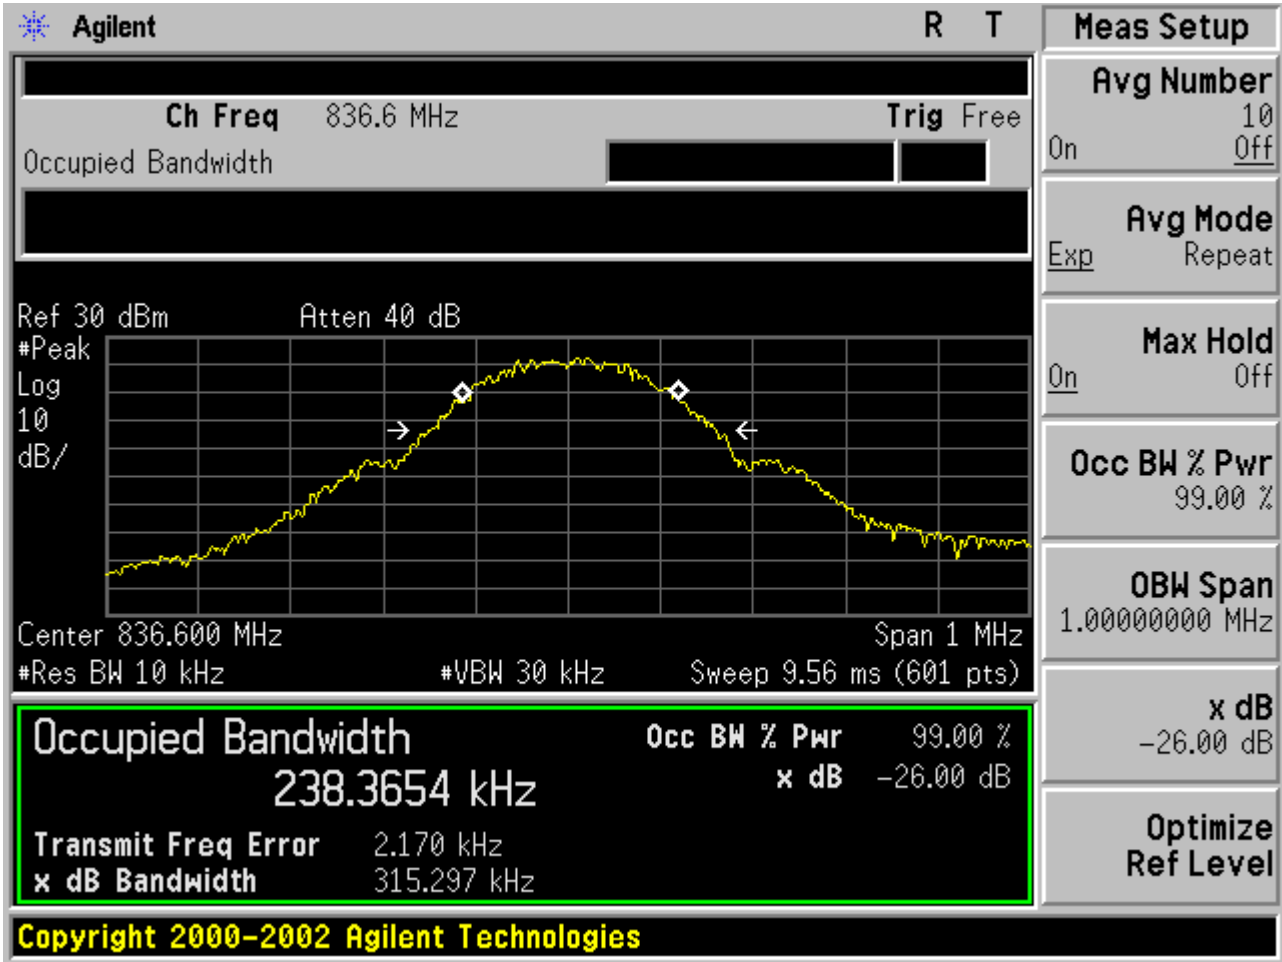 Agilent R T
Ch Freq 836.6 MHz Trig Free
Occupied Bandwidth
Ref 30 dBm Atten 40 dB
#Peak
Log
10
dB/
Center 836.600 MHz Span 1 MHz
#Res BW 10 kHz #VBW 30 kHz Sweep 9.56 ms (601 pts)
Occupied Bandwidth
238.3654 kHz
Occ BW % Pwr 99.00 %
x dB -26.00 dB
Transmit Freq Error 2.170 kHz
x dB Bandwidth 315.297 kHz
Copyright 2000-2002 Agilent Technologies
Meas Setup
Avg Number
10
On Off
Avg Mode
Exp Repeat
Max Hold
On Off
Occ BW % Pwr
99.00 %
OBW Span
1.00000000 MHz
x dB
-26.00 dB
Optimize
Ref Level